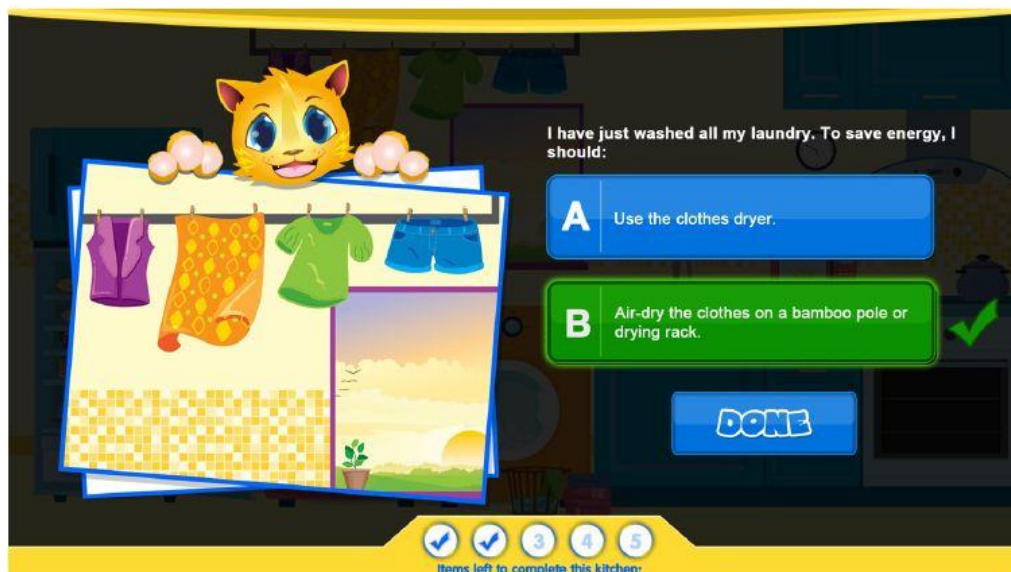 I have just washed all my laundry. To save energy, I
should:
A
Use the clothes dryer.
B
Air-dry the clothes on a bamboo pole or
drying rack.
DONE
3 4 5
Items left to complete this kitchen: